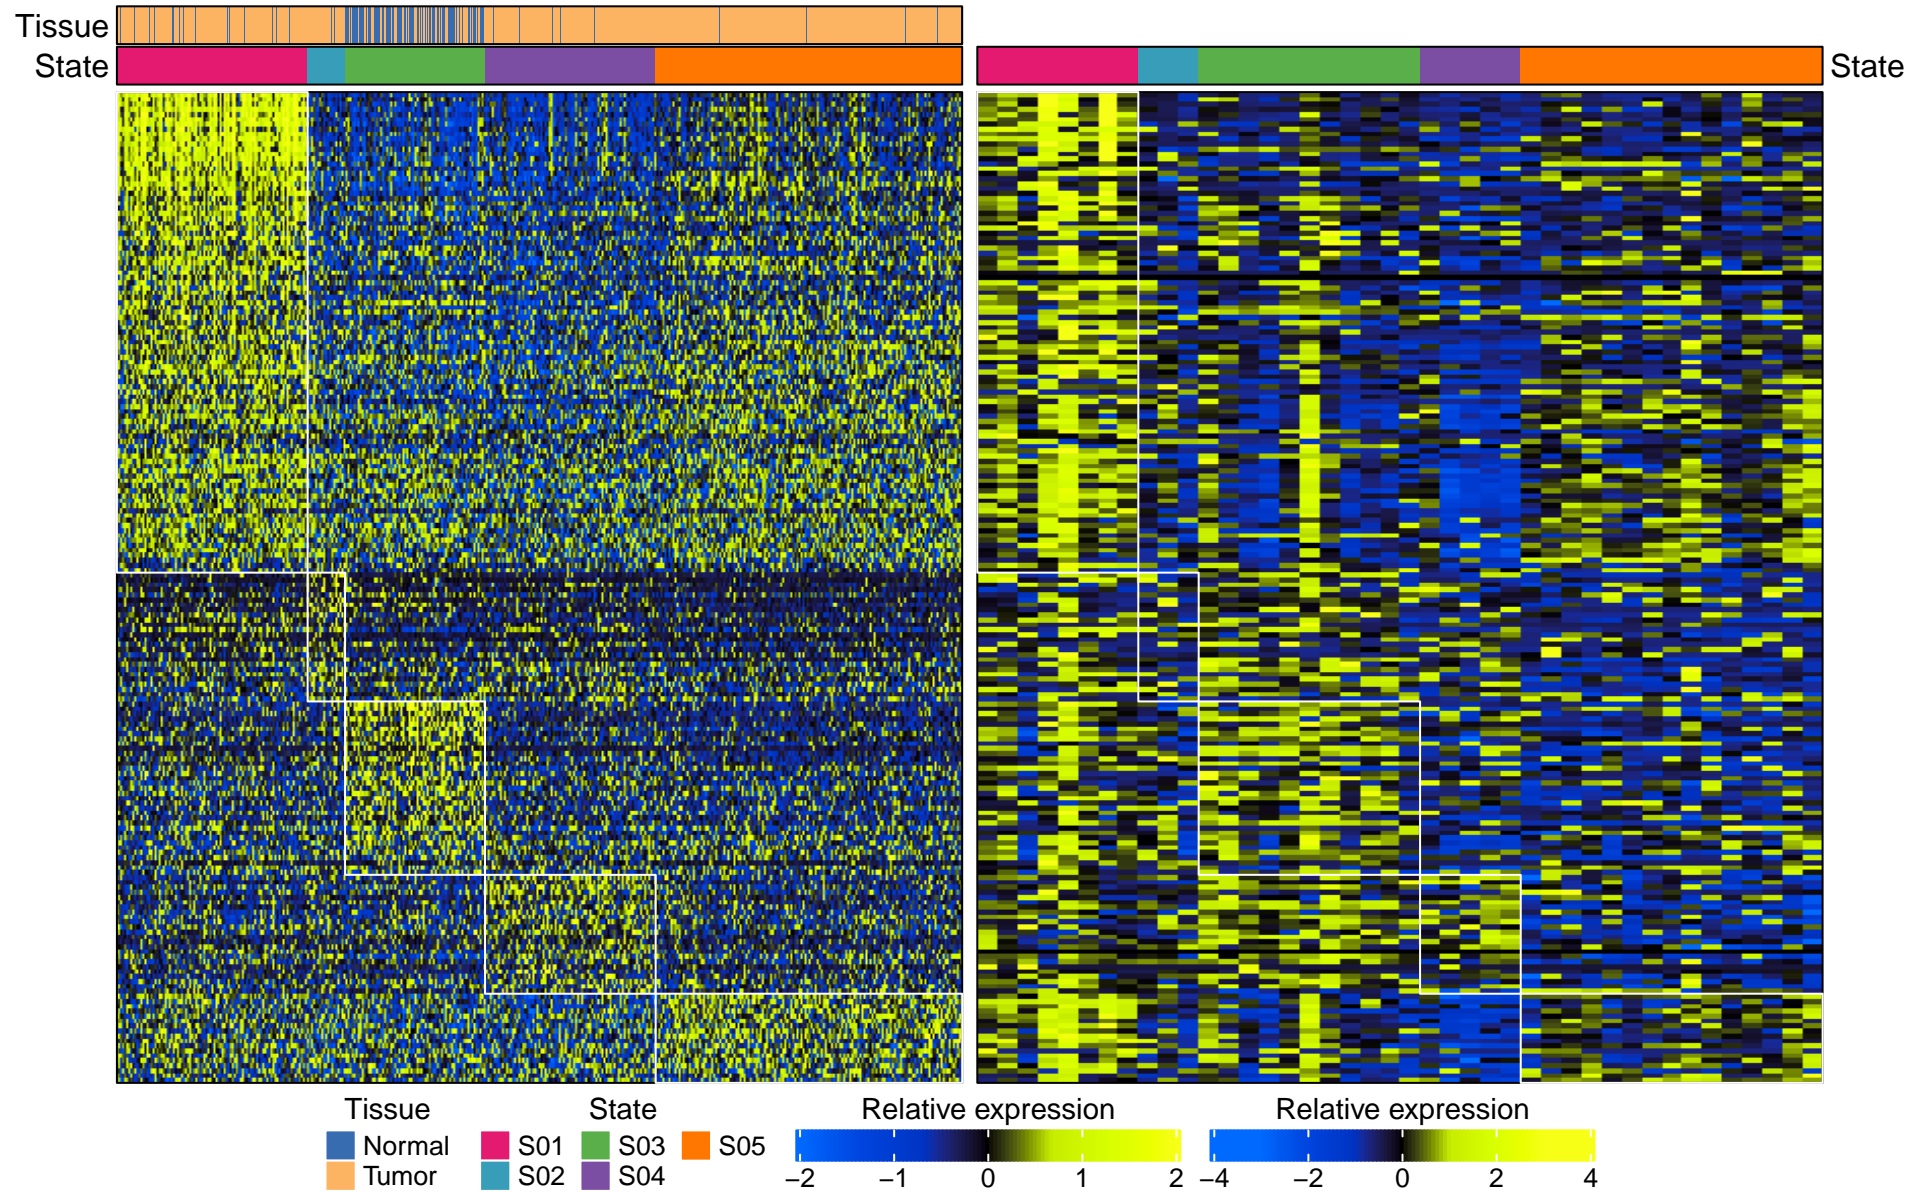 Tissue
State
State
Tissue
State
Relative expression
Relative expression
Normal
S01
S03
S05
Tumor
S02
S04
−2 −1 0 1 2
−4 −2 0 2 4